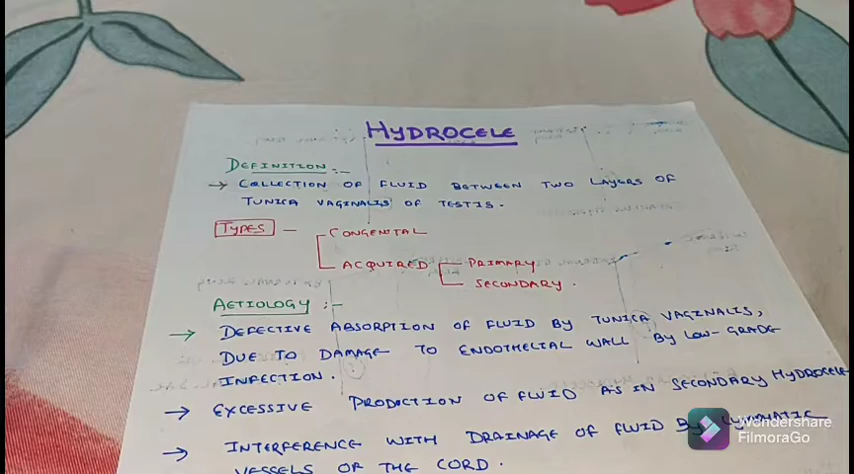 HYDROCELE
DEFINITION :-
→ COLLECTION OF FLUID BETWEEN TWO LAYERS OF
TUNICA VAGINALIS OF TESTIS.
TYPES - CONGENITAL
ACQUIRED PRIMARY
SECONDARY.
AETIOLOGY :-
→ DEFECTIVE ABSORPTION OF FLUID BY TUNICA VAGINALIS,
DUE TO DAMAGE TO ENDOTHELIAL WALL BY LOW-GRADE
INFECTION.
→ EXCESSIVE PRODUCTION OF FLUID AS IN SECONDARY HYDROCELE
→ INTERFERENCE WITH DRAINAGE OF FLUID BY LYMPHATIC
VESSELS OF THE CORD.
Wondershare
FilmoraGo